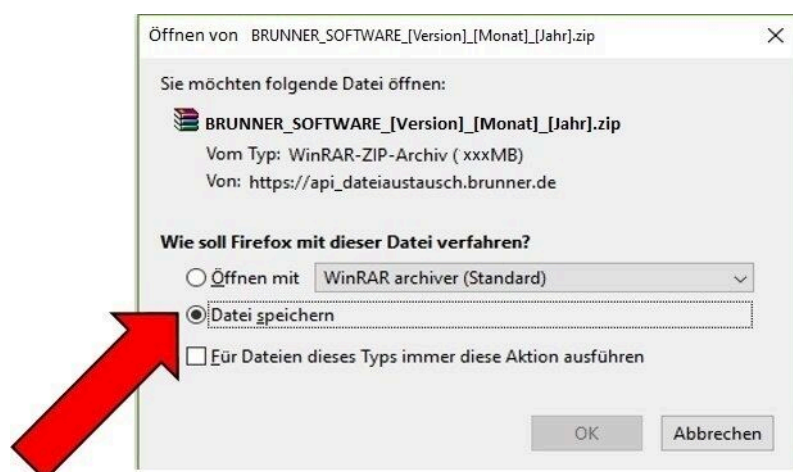 Öffnen von BRUNNER_SOFTWARE_[Version]_[Monat]_[Jahr].zip
Sie möchten folgende Datei öffnen:
BRUNNER_SOFTWARE_[Version]_[Monat]_[Jahr].zip
Vom Typ: WinRAR-ZIP-Archiv ( xxxMB)
Von: https://api_dateiaustausch.brunner.de
Wie soll Firefox mit dieser Datei verfahren?
Öffnen mit WinRAR archiver (Standard)
Datei speichern
Für Dateien dieses Typs immer diese Aktion ausführen
OK Abbrechen